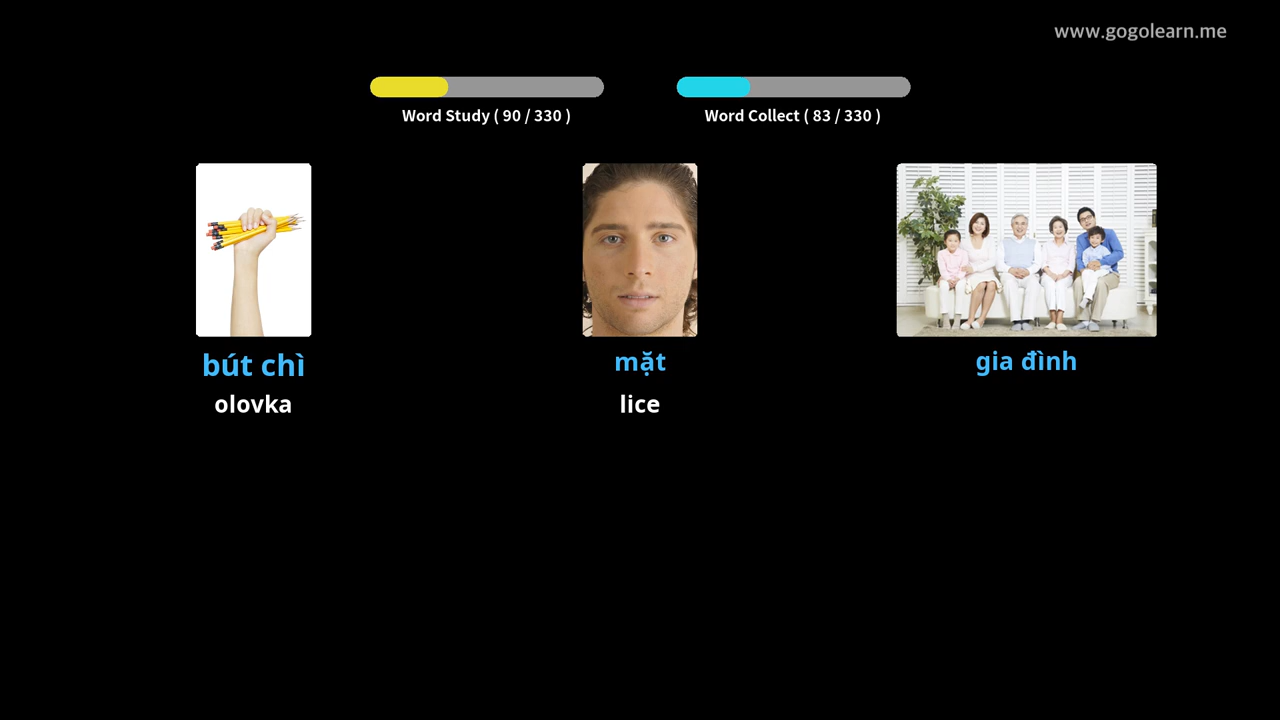 www.gogolearn.me
Word Study ( 90 / 330 )
Word Collect ( 83 / 330 )
bút chì
olovka
mặt
lice
gia đình